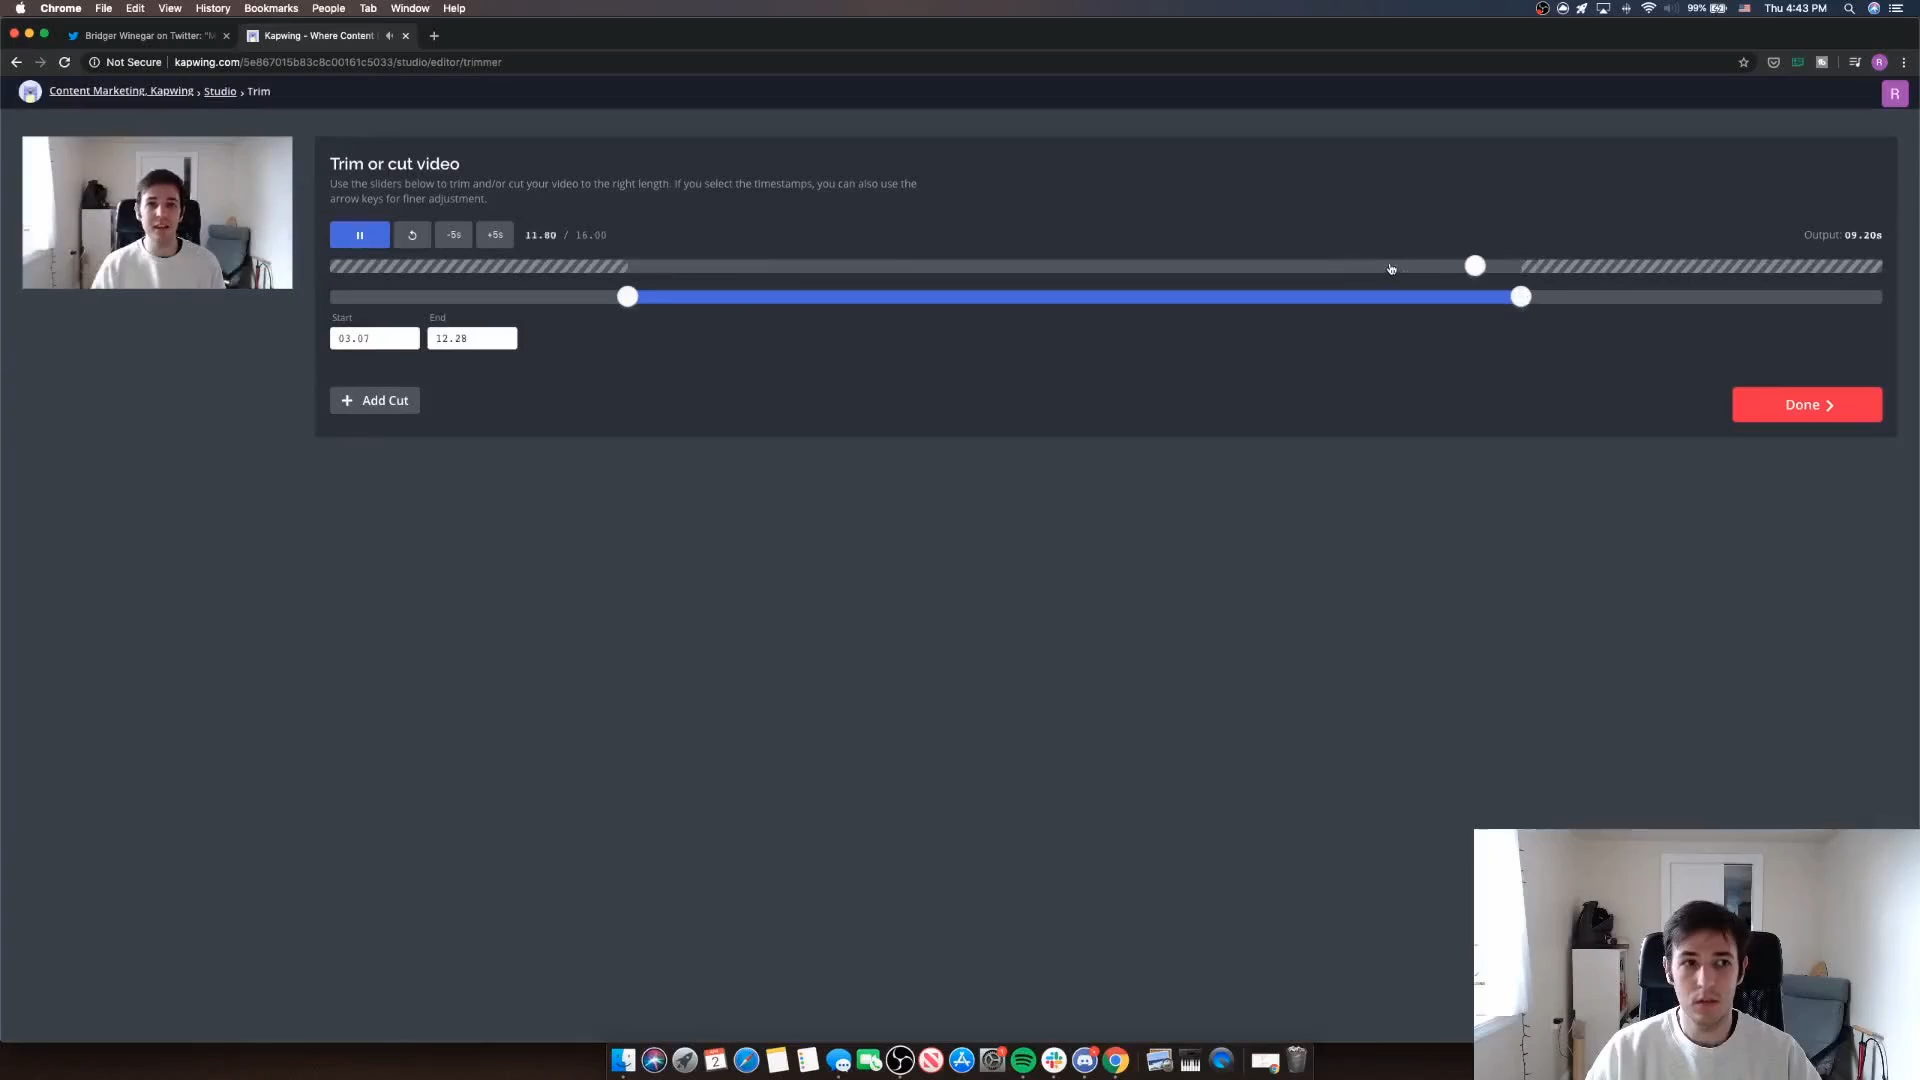 Chrome File Edit View History Bookmarks People Tab Window Help
99% Thu 4:43 PM
Bridger Winegar on Twitter: "M
Kapwing - Where Content
Not Secure kapwing.com/5e867015b83c8c00161c5033/studio/editor/trimmer
R
Content Marketing, Kapwing › Studio › Trim
R
Trim or cut video
Use the sliders below to trim and/or cut your video to the right length. If you select the timestamps, you can also use the
arrow keys for finer adjustment.
-5s +5s 11.80 / 16.00
Output: 09.20s
Start End
03.07 12.28
+ Add Cut
Done
2